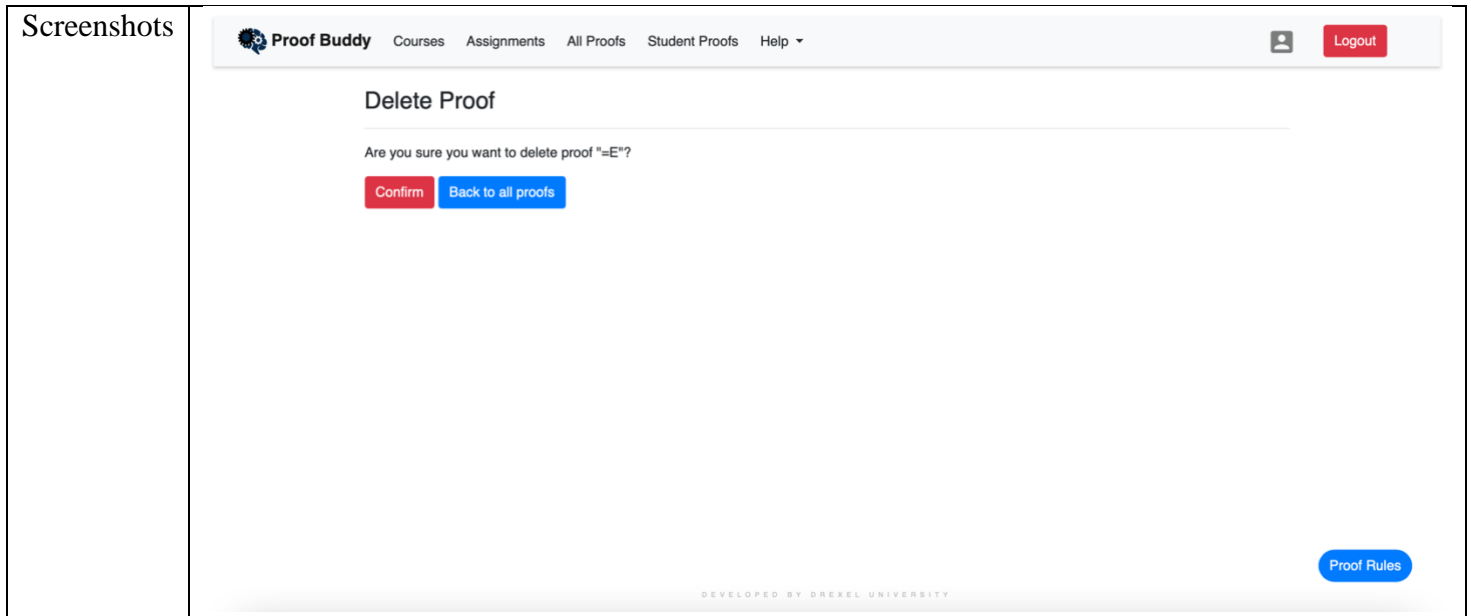 Screenshots
Proof Buddy Courses Assignments All Proofs Student Proofs Help Logout
Delete Proof
Are you sure you want to delete proof "=E"?
Confirm Back to all proofs
Proof Rules
DEVELOPED BY DREXEL UNIVERSITY